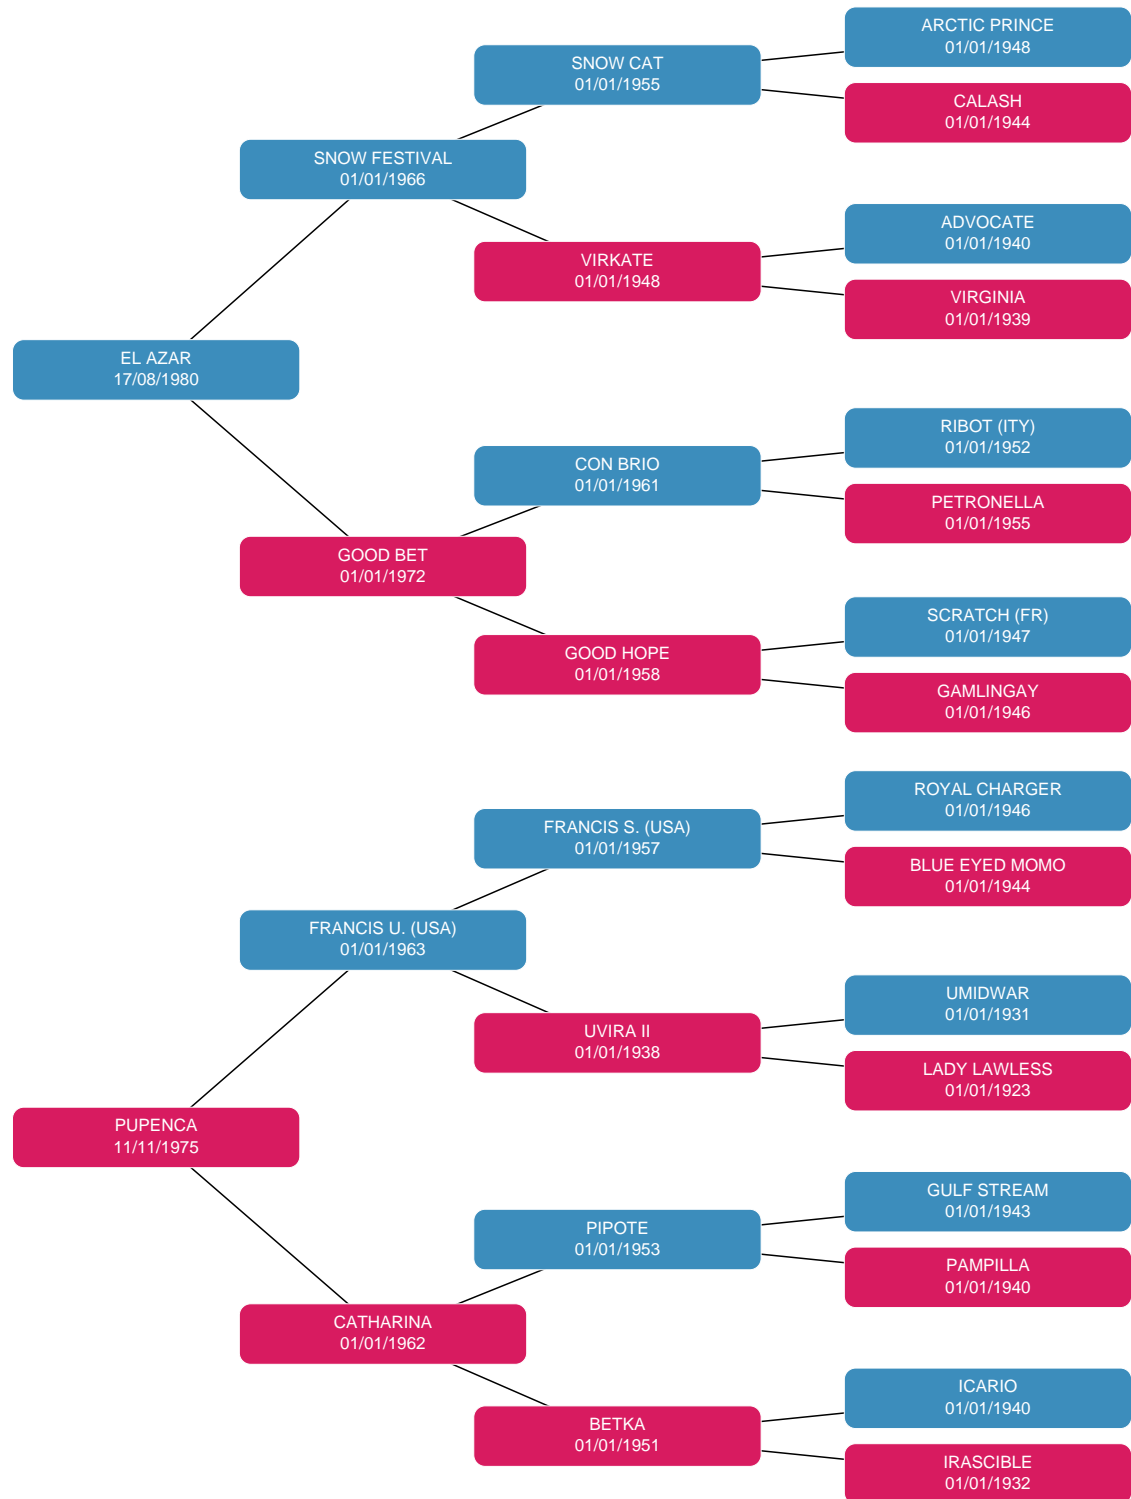 ARCTIC PRINCE
01/01/1948
SNOW CAT
01/01/1955
CALASH
01/01/1944
SNOW FESTIVAL
01/01/1966
ADVOCATE
01/01/1940
VIRKATE
01/01/1948
VIRGINIA
01/01/1939
EL AZAR
17/08/1980
RIBOT (ITY)
01/01/1952
CON BRIO
01/01/1961
PETRONELLA
01/01/1955
GOOD BET
01/01/1972
SCRATCH (FR)
01/01/1947
GOOD HOPE
01/01/1958
GAMLINGAY
01/01/1946
ROYAL CHARGER
01/01/1946
FRANCIS S. (USA)
01/01/1957
BLUE EYED MOMO
01/01/1944
FRANCIS U. (USA)
01/01/1963
UMIDWAR
01/01/1931
UVIRA II
01/01/1938
LADY LAWLESS
01/01/1923
PUPENCA
11/11/1975
GULF STREAM
01/01/1943
PIPOTE
01/01/1953
PAMPILLA
01/01/1940
CATHARINA
01/01/1962
ICARIO
01/01/1940
BETKA
01/01/1951
IRASCIBLE
01/01/1932